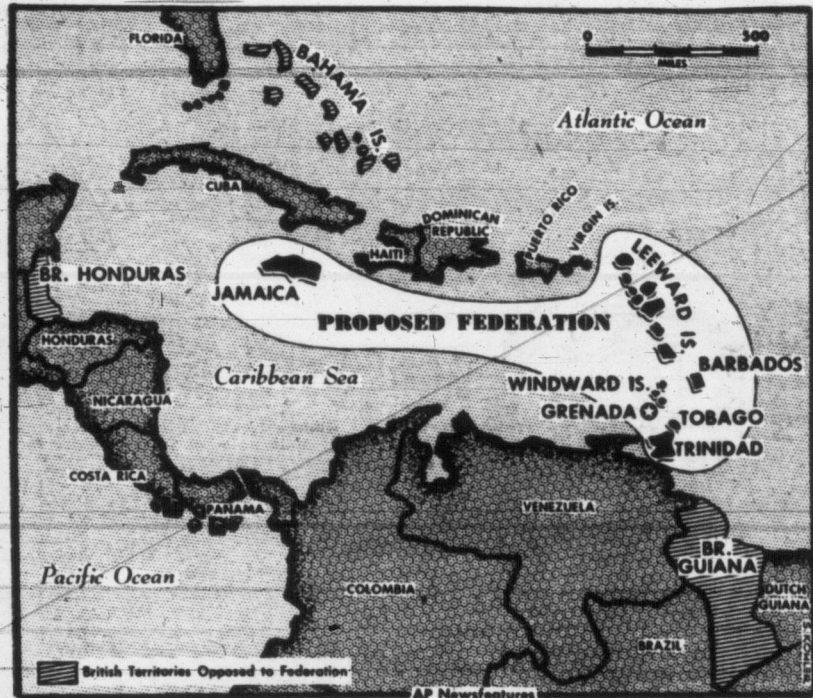 FLORIDA
BAHAMA IS.
0 500
MILES
Atlantic Ocean
CUBA
DOMINICAN
REPUBLIC
HAITI
PUERTO RICO
VIRGIN IS.
LEEWARD IS.
BR. HONDURAS
JAMAICA
PROPOSED FEDERATION
HONDURAS
Caribbean Sea
BARBADOS
WINDWARD IS.
GRENADA
TOBAGO
TRINIDAD
NICARAGUA
COSTA RICA
PANAMA
VENEZUELA
BR.
GUIANA
Pacific Ocean
COLOMBIA
DUTCH
GUIANA
BRAZIL
British Territories Opposed to Federation
AP Newsfeatures